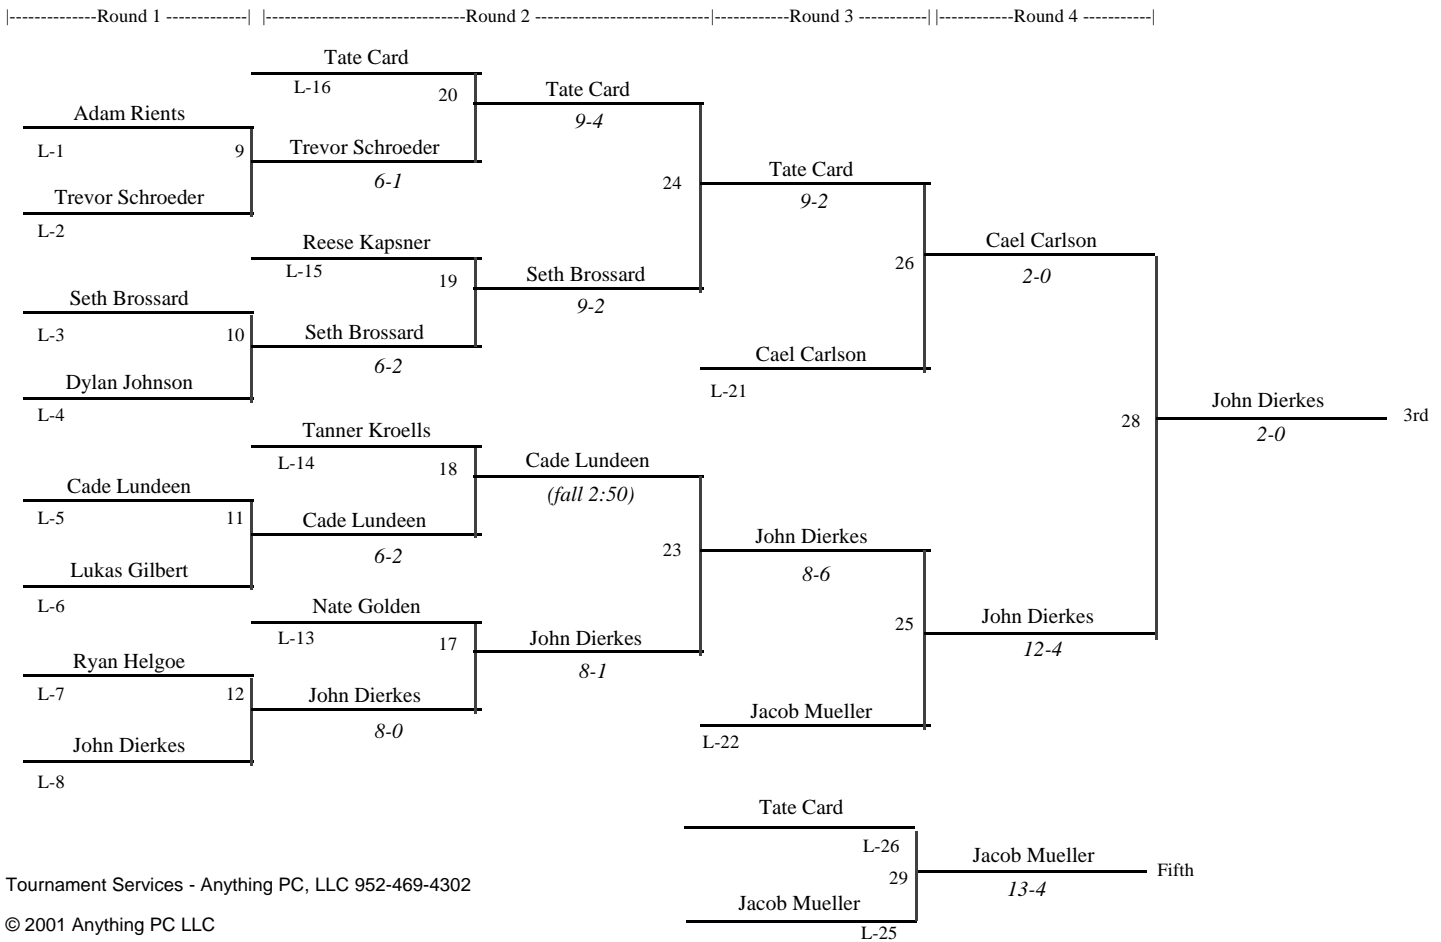 |--------------Round 1 -------------| |--------------------------------Round 2 ----------------------------|------------Round 3 -----------| |------------Round 4 -----------|
Tate Card
L-16
20
Tate Card
9-4
Adam Rients
L-1
9
Trevor Schroeder
6-1
Trevor Schroeder
L-2
24
Tate Card
9-2
Reese Kapsner
L-15
19
Seth Brossard
9-2
Seth Brossard
L-3
10
Seth Brossard
6-2
Dylan Johnson
L-4
26
Cael Carlson
2-0
Cael Carlson
L-21
Tanner Kroells
L-14
18
Cade Lundeen
(fall 2:50)
Cade Lundeen
L-5
11
Cade Lundeen
6-2
Lukas Gilbert
L-6
23
John Dierkes
8-6
28
John Dierkes
2-0
3rd
Nate Golden
L-13
17
John Dierkes
8-1
Ryan Helgoe
L-7
12
John Dierkes
8-0
John Dierkes
L-8
25
John Dierkes
12-4
Jacob Mueller
L-22
Tate Card
L-26
29
Jacob Mueller
13-4
Fifth
Jacob Mueller
L-25
Tournament Services - Anything PC, LLC 952-469-4302
© 2001 Anything PC LLC